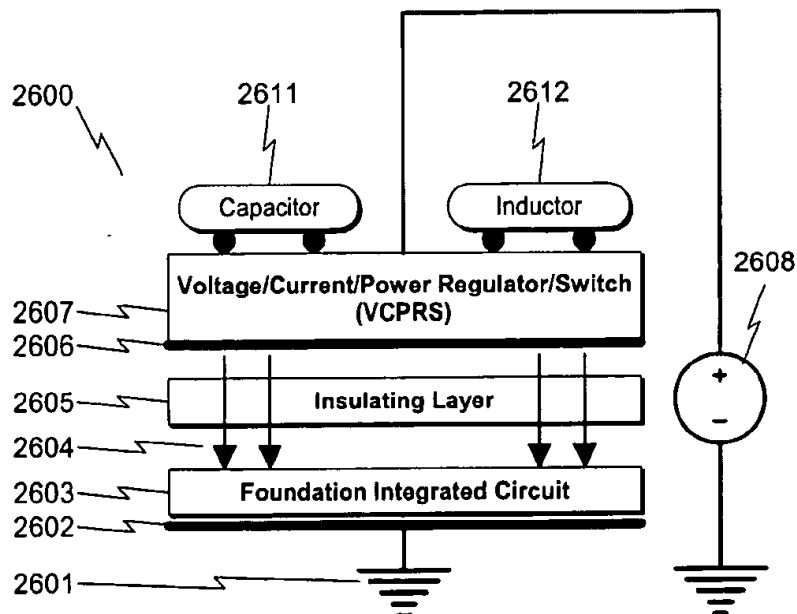 2600
2611
2612
Capacitor
Inductor
2608
Voltage/Current/Power Regulator/Switch
(VCPRS)
2607
2606
+
−
2605
Insulating Layer
2604
2603
Foundation Integrated Circuit
2602
2601